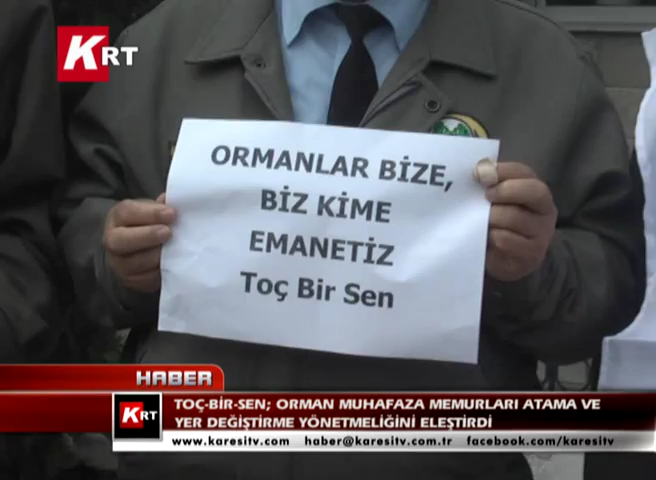 KRT
ORMANLAR BİZE,
BİZ KİME
EMANETİZ
Toç Bir Sen
HABER
KRT
TOÇ-BİR-SEN; ORMAN MUHAFAZA MEMURLARI ATAMA VE
YER DEĞİŞTİRME YÖNETMELİĞİNİ ELEŞTİRDİ
www.karesitv.com haber@karesitv.com.tr facebook.com/karesitv